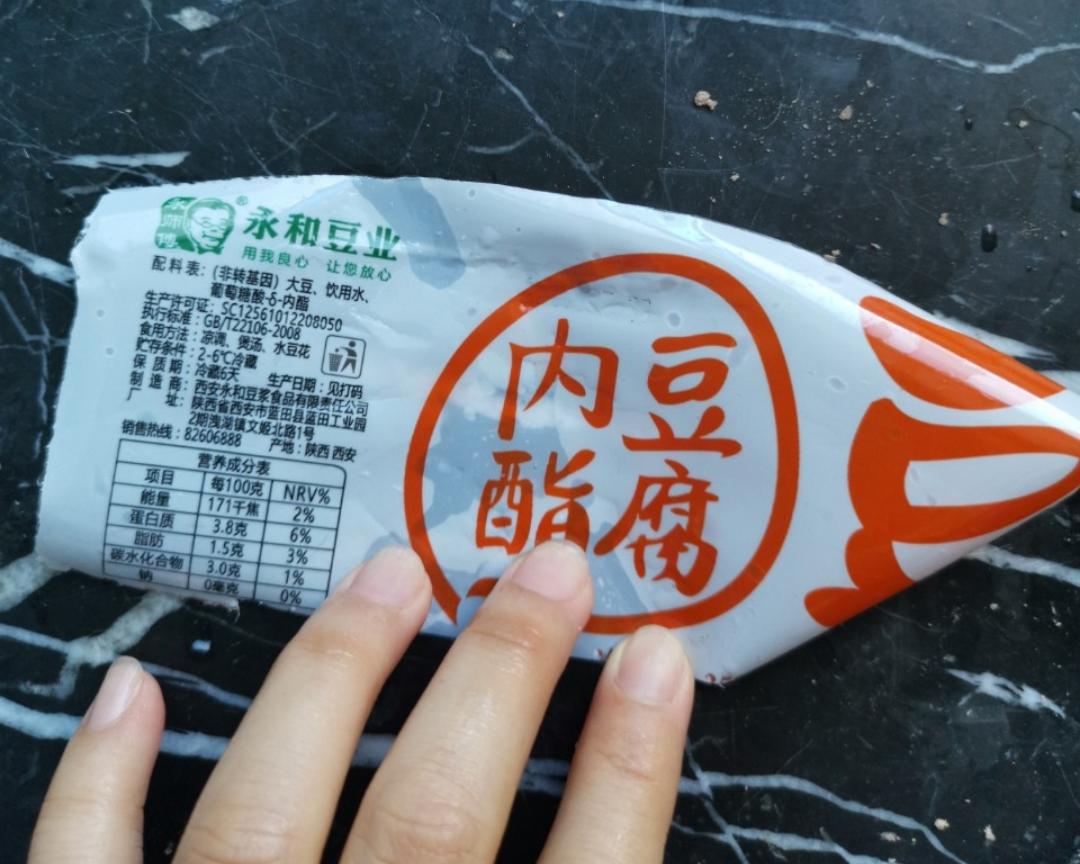 永师傅®
永和豆业
用我良心 让您放心
配料表：(非转基因) 大豆、饮用水、
葡萄糖酸-δ-内酯
生产许可证：SC12561012208050
执行标准：GB/T22106-2008
食用方法：凉调、煲汤、水豆花
贮存条件：2-6℃冷藏
保质期：冷藏6天 生产日期：见打码
制造商：西安永和豆浆食品有限责任公司
厂址：陕西省西安市蓝田县蓝田工业园
2期洩湖镇文姬北路1号
销售热线：82606888 产地：陕西 西安
营养成分表
项目 每100克 NRV%
能量 171千焦 2%
蛋白质 3.8克 6%
脂肪 1.5克 3%
碳水化合物 3.0克 1%
钠 0毫克 0%
内酯
豆腐